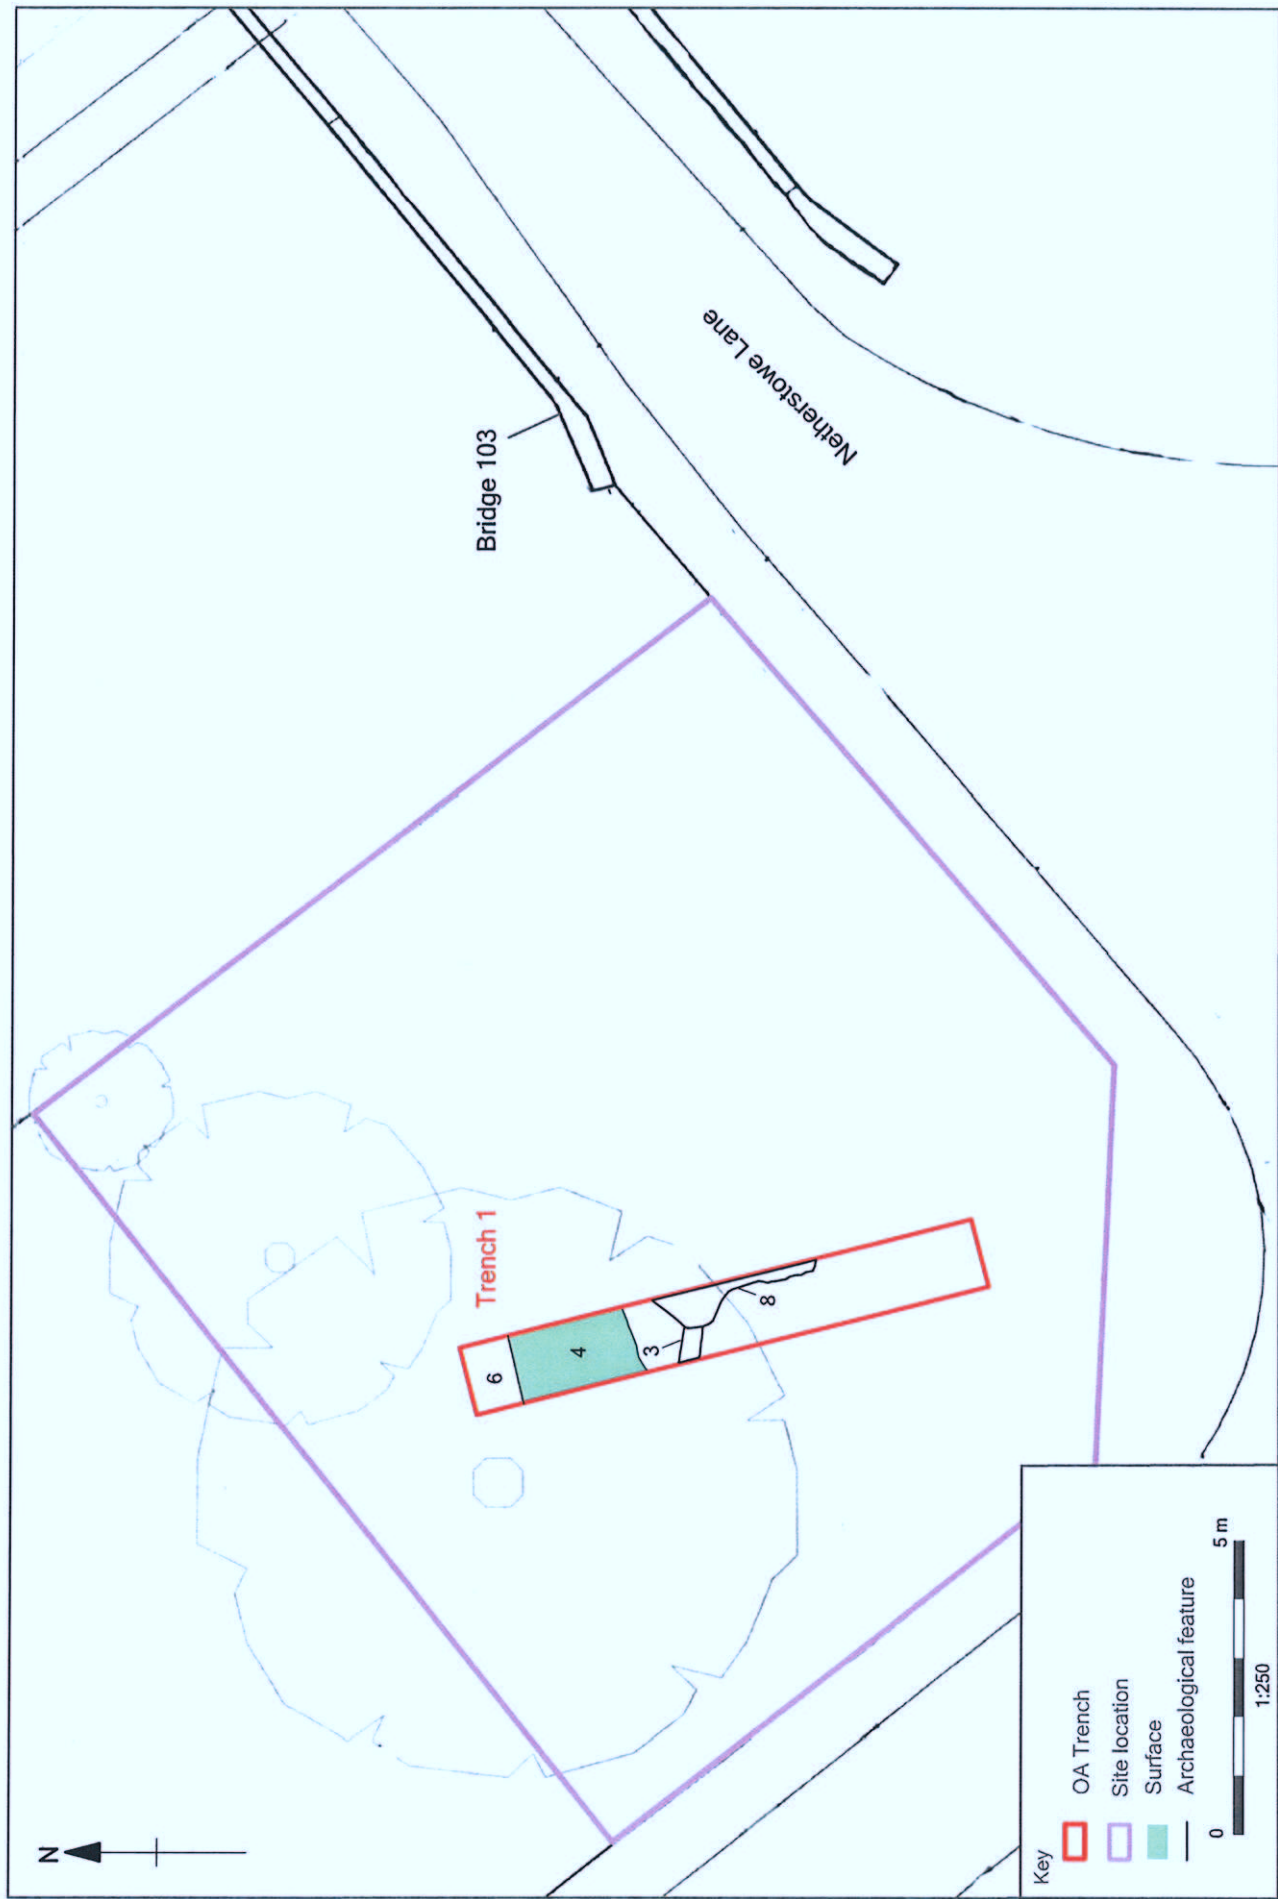 N
Bridge 103
Netherstowe Lane
Trench 1
6
4
3
8
Key
OA Trench
Site location
Surface
Archaeological feature
0
5 m
1:250